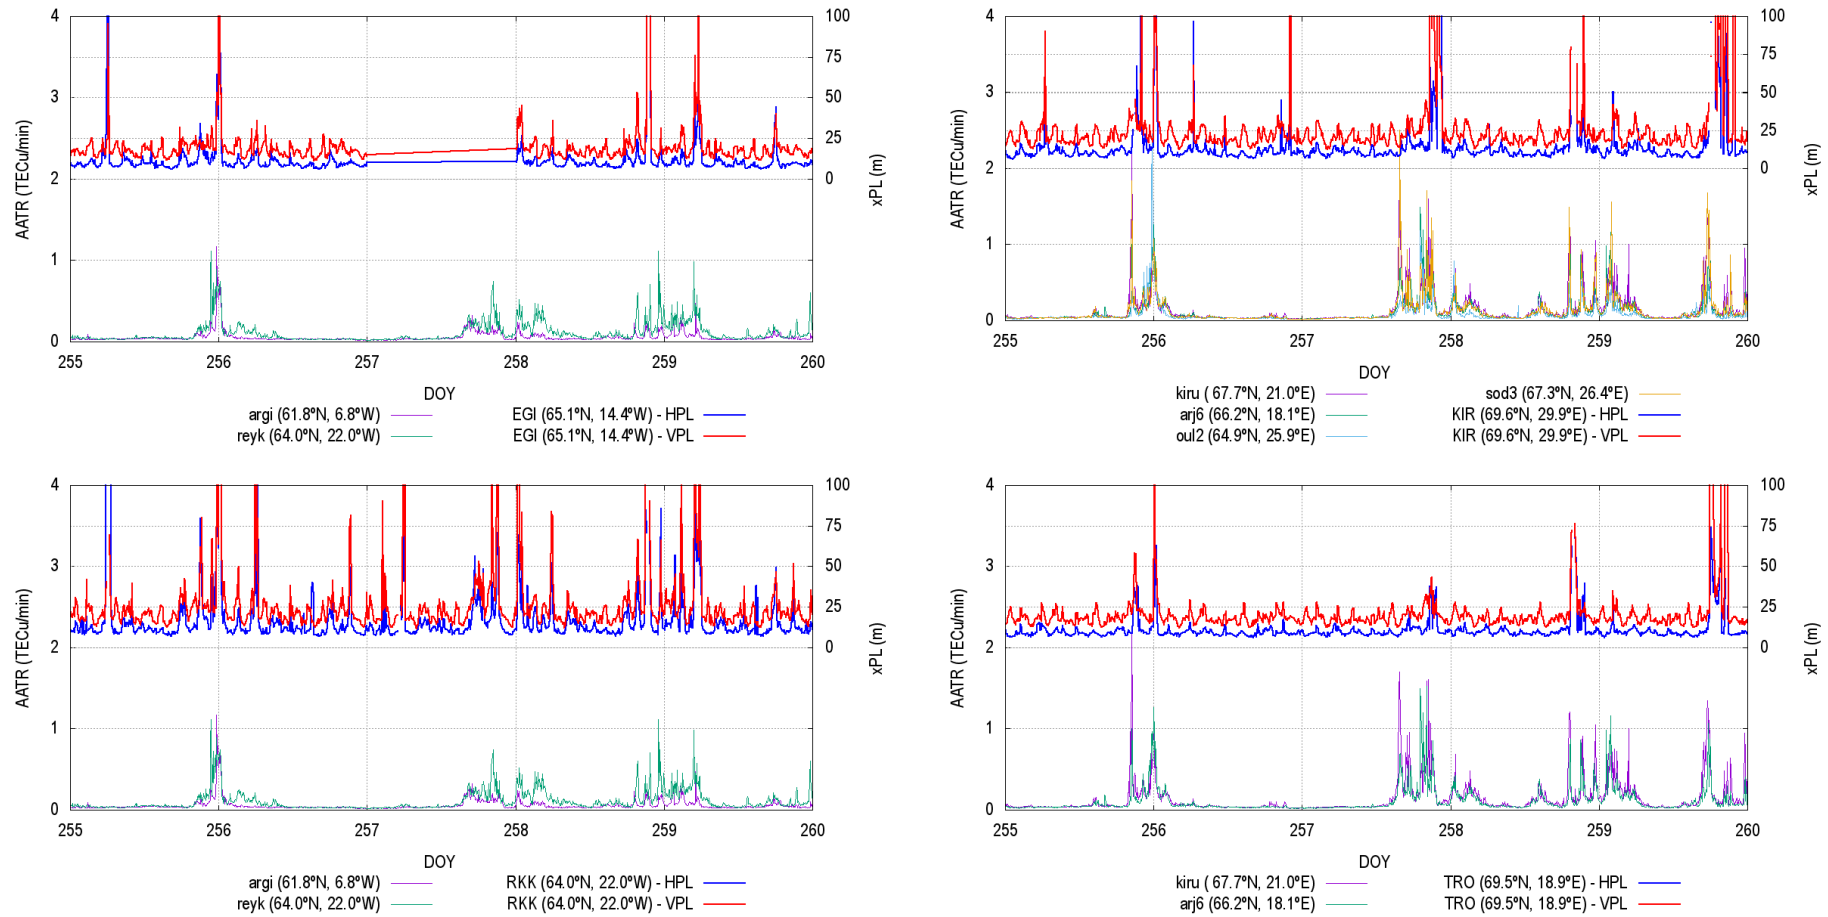 4
3
2
1
0
100
75
50
25
0
AATR (TECu/min)
xPL (m)
255
256
257
258
259
260
DOY
argi (61.8ºN, 6.8ºW)
reyk (64.0ºN, 22.0ºW)
EGI (65.1ºN, 14.4ºW) - HPL
EGI (65.1ºN, 14.4ºW) - VPL
4
3
2
1
0
100
75
50
25
0
AATR (TECu/min)
xPL (m)
255
256
257
258
259
260
DOY
kiru ( 67.7ºN, 21.0ºE)
arj6 (66.2ºN, 18.1ºE)
oul2 (64.9ºN, 25.9ºE)
sod3 (67.3ºN, 26.4ºE)
KIR (69.6ºN, 29.9ºE) - HPL
KIR (69.6ºN, 29.9ºE) - VPL
4
3
2
1
0
100
75
50
25
0
AATR (TECu/min)
xPL (m)
255
256
257
258
259
260
DOY
argi (61.8ºN, 6.8ºW)
reyk (64.0ºN, 22.0ºW)
RKK (64.0ºN, 22.0ºW) - HPL
RKK (64.0ºN, 22.0ºW) - VPL
4
3
2
1
0
100
75
50
25
0
AATR (TECu/min)
xPL (m)
255
256
257
258
259
260
DOY
kiru ( 67.7ºN, 21.0ºE)
arj6 (66.2ºN, 18.1ºE)
TRO (69.5ºN, 18.9ºE) - HPL
TRO (69.5ºN, 18.9ºE) - VPL